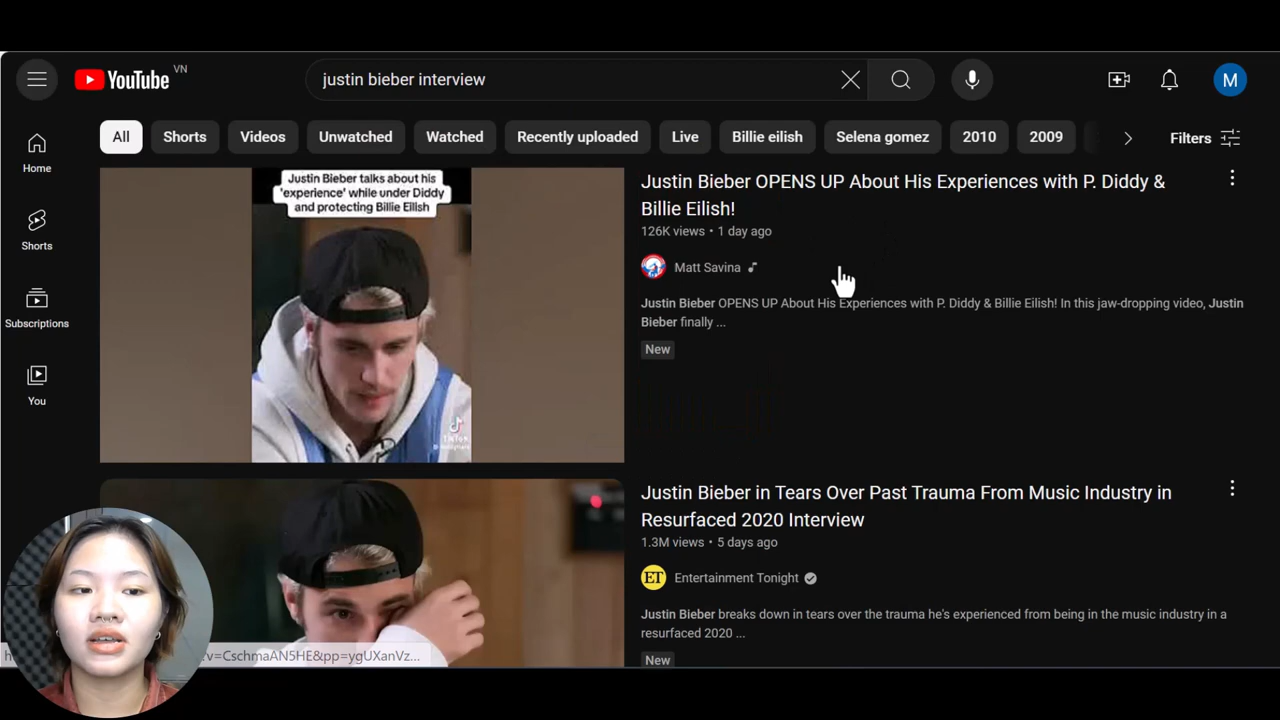 YouTube VN
justin bieber interview
M
All
Shorts
Videos
Unwatched
Watched
Recently uploaded
Live
Billie eilish
Selena gomez
2010
2009
Filters
Home
Shorts
Subscriptions
You
Justin Bieber talks about his
'experience' while under Diddy
and protecting Billie Eilish
TikTok
Justin Bieber OPENS UP About His Experiences with P. Diddy &
Billie Eilish!
126K views • 1 day ago
Matt Savina
Justin Bieber OPENS UP About His Experiences with P. Diddy & Billie Eilish! In this jaw-dropping video, Justin
Bieber finally ...
New
Justin Bieber in Tears Over Past Trauma From Music Industry in
Resurfaced 2020 Interview
1.3M views • 5 days ago
ET
Entertainment Tonight
Justin Bieber breaks down in tears over the trauma he's experienced from being in the music industry in a
resurfaced 2020 ...
New
?v=CschmaAN5HE&pp=ygUXanVz...